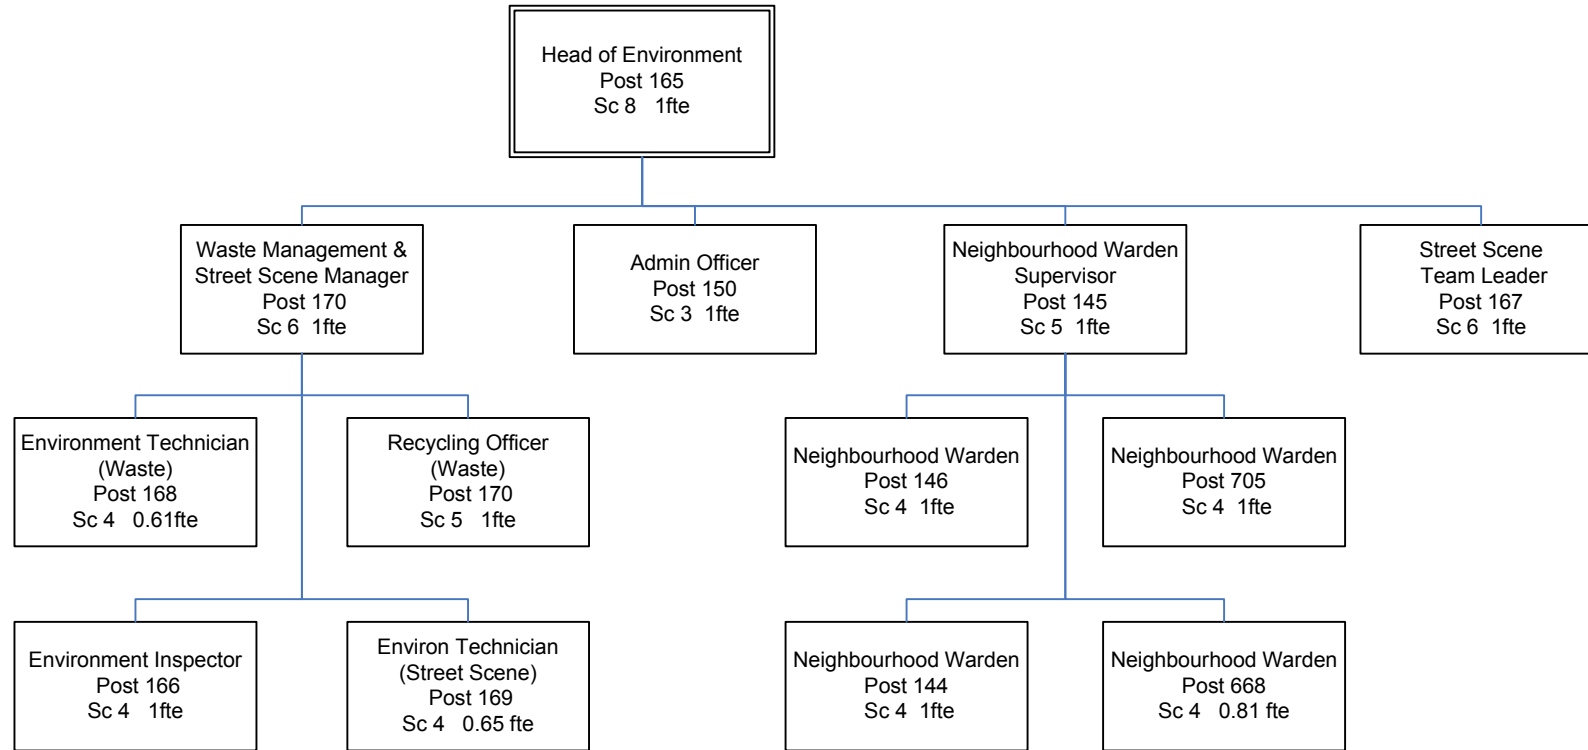 Head of Environment
Post 165
Sc 8 1fte
Waste Management &
Street Scene Manager
Post 170
Sc 6 1fte
Admin Officer
Post 150
Sc 3 1fte
Neighbourhood Warden
Supervisor
Post 145
Sc 5 1fte
Street Scene
Team Leader
Post 167
Sc 6 1fte
Environment Technician
(Waste)
Post 168
Sc 4 0.61fte
Recycling Officer
(Waste)
Post 170
Sc 5 1fte
Neighbourhood Warden
Post 146
Sc 4 1fte
Neighbourhood Warden
Post 705
Sc 4 1fte
Environment Inspector
Post 166
Sc 4 1fte
Environ Technician
(Street Scene)
Post 169
Sc 4 0.65 fte
Neighbourhood Warden
Post 144
Sc 4 1fte
Neighbourhood Warden
Post 668
Sc 4 0.81 fte